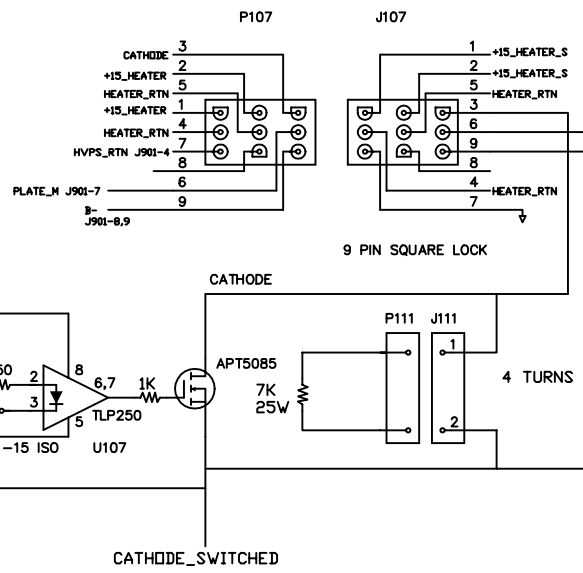 P107 J107
CATHODE 3
+15_HEATER 2
HEATER_RTN 5
+15_HEATER 1
HEATER_RTN 4
HVPS_RTN J901-4 7
8
PLATE_M J901-7 6
B- 9
J901-8,9
1 +15_HEATER_S
2 +15_HEATER_S
5 HEATER_RTN
3
6
9
8
4 HEATER_RTN
7
9 PIN SQUARE LOCK
CATHODE
P111 J111
APT5085
1
7K
25W
4 TURNS
2
8
2
3
6,7
1K
TLP250
5
-15 ISO U107
CATHODE_SWITCHED